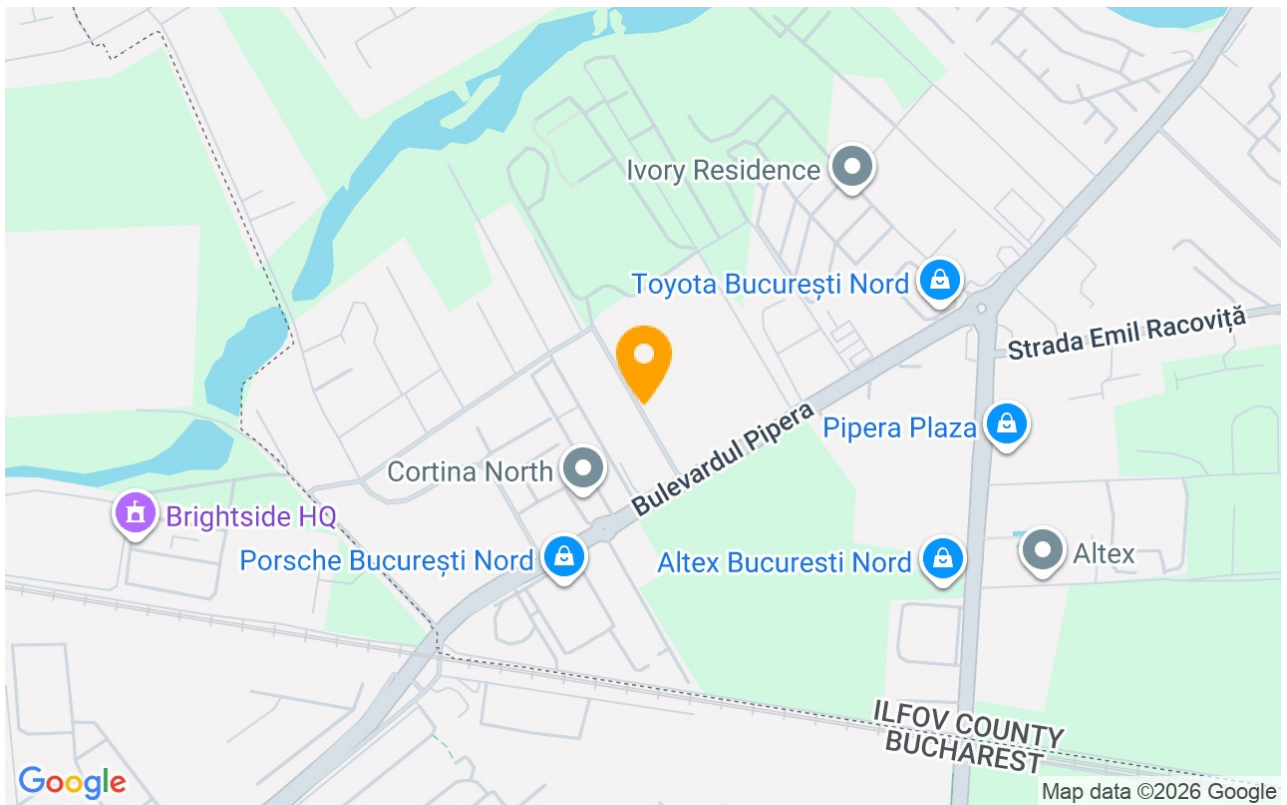 Ivory Residence
Toyota București Nord
Strada Emil Racoviță
Pipera Plaza
Bulevardul Pipera
Cortina North
Brightside HQ
Porsche București Nord
Altex Bucuresti Nord
Altex
ILFOV COUNTY
BUCHAREST
Google
Map data ©2026 Google